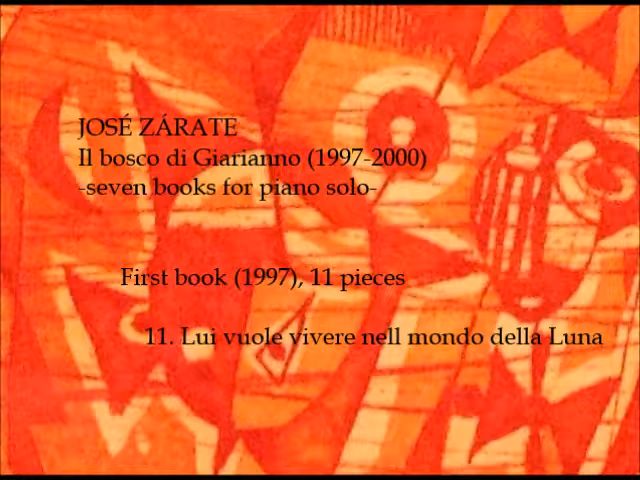 JOSÉ ZÁRATE
Il bosco di Giarianno (1997-2000)
-seven books for piano solo-
First book (1997), 11 pieces
11. Lui vuole vivere nell mondo della Luna